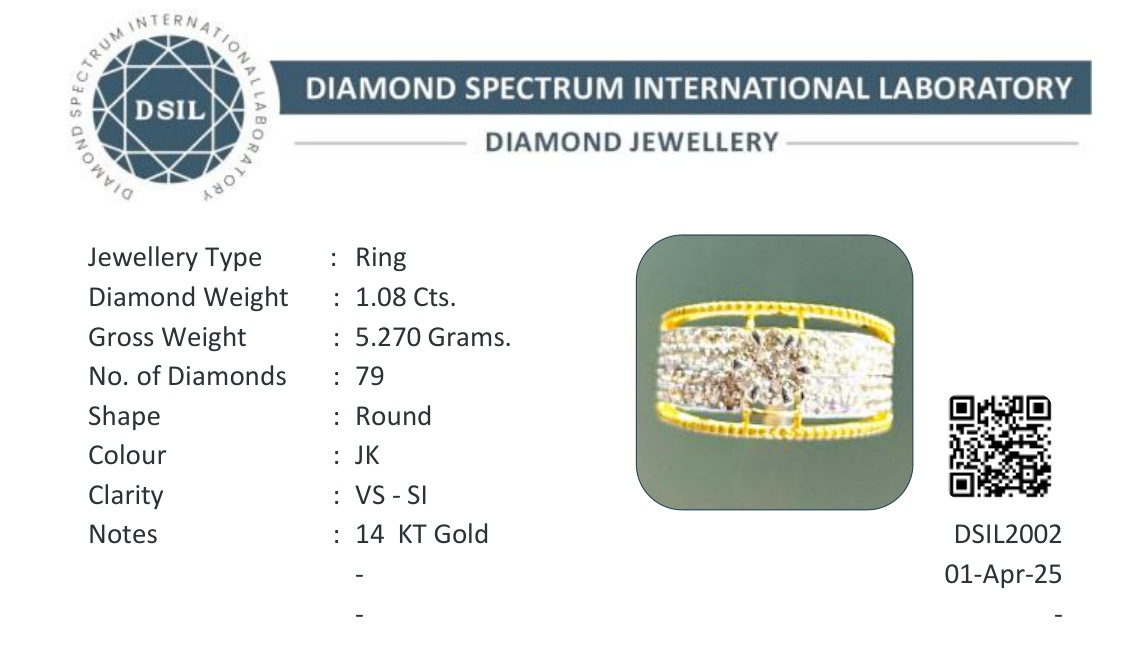 DIAMOND SPECTRUM INTERNATIONAL LABORATORY
DSIL
DIAMOND SPECTRUM INTERNATIONAL LABORATORY
DIAMOND JEWELLERY
Jewellery Type : Ring
Diamond Weight : 1.08 Cts.
Gross Weight : 5.270 Grams.
No. of Diamonds : 79
Shape : Round
Colour : JK
Clarity : VS - SI
Notes : 14 KT Gold
-
-
DSIL2002
01-Apr-25
-